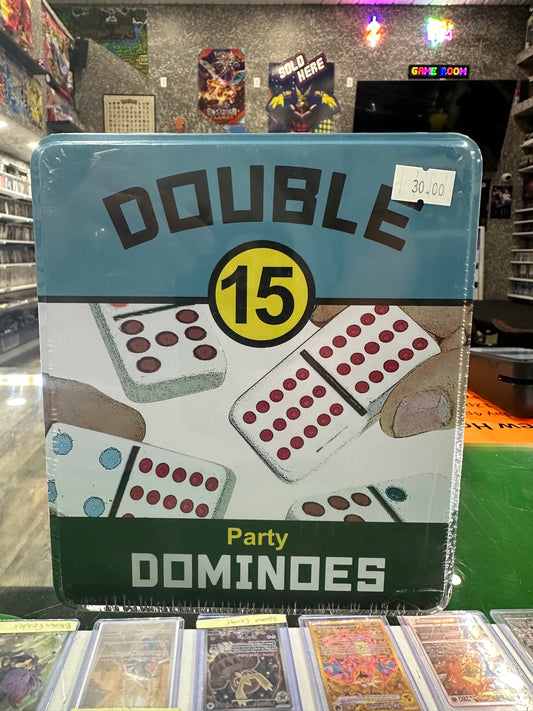 SOLD
HERE
GAME ROOM
30.00
DOUBLE
15
Party
DOMINOES